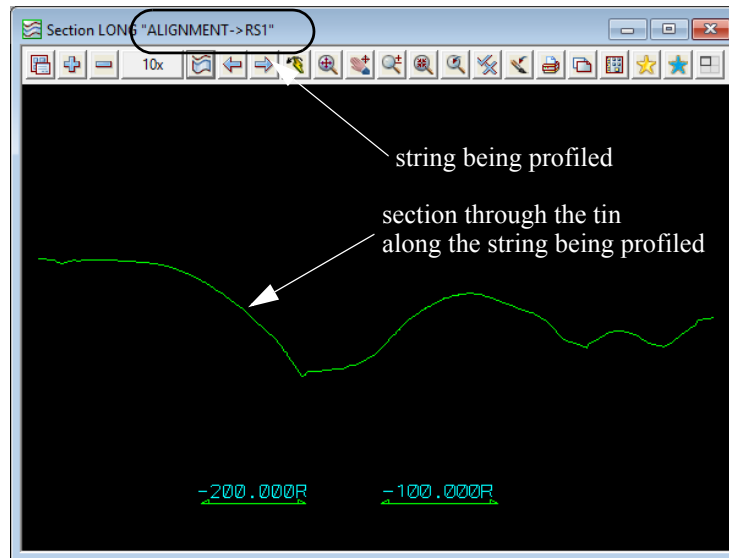 Section LONG "ALIGNMENT->RS1"
10x
string being profiled
section through the tin
along the string being profiled
-200.000R -100.000R